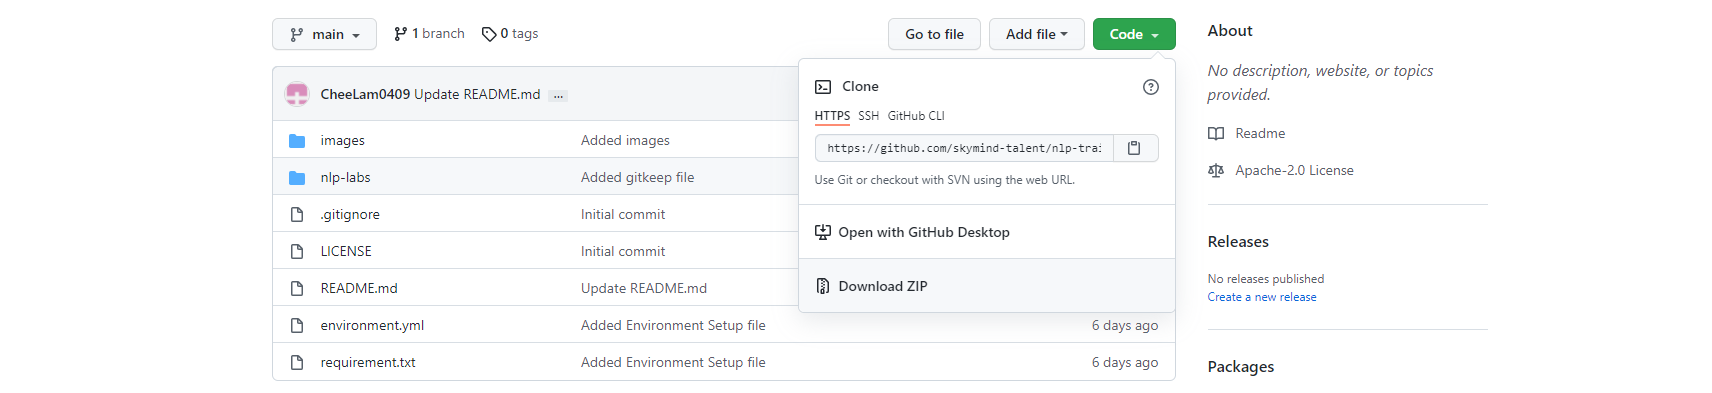 main
1 branch
0 tags
Go to file
Add file
Code
CheeLam0409 Update README.md ...
images Added images
nlp-labs Added gitkeep file
.gitignore Initial commit
LICENSE Initial commit
README.md Update README.md
environment.yml Added Environment Setup file 6 days ago
requirement.txt Added Environment Setup file 6 days ago
Clone
HTTPS SSH GitHub CLI
https://github.com/skymind-talent/nlp-trai
Use Git or checkout with SVN using the web URL.
Open with GitHub Desktop
Download ZIP
About
No description, website, or topics
provided.
Readme
Apache-2.0 License
Releases
No releases published
Create a new release
Packages